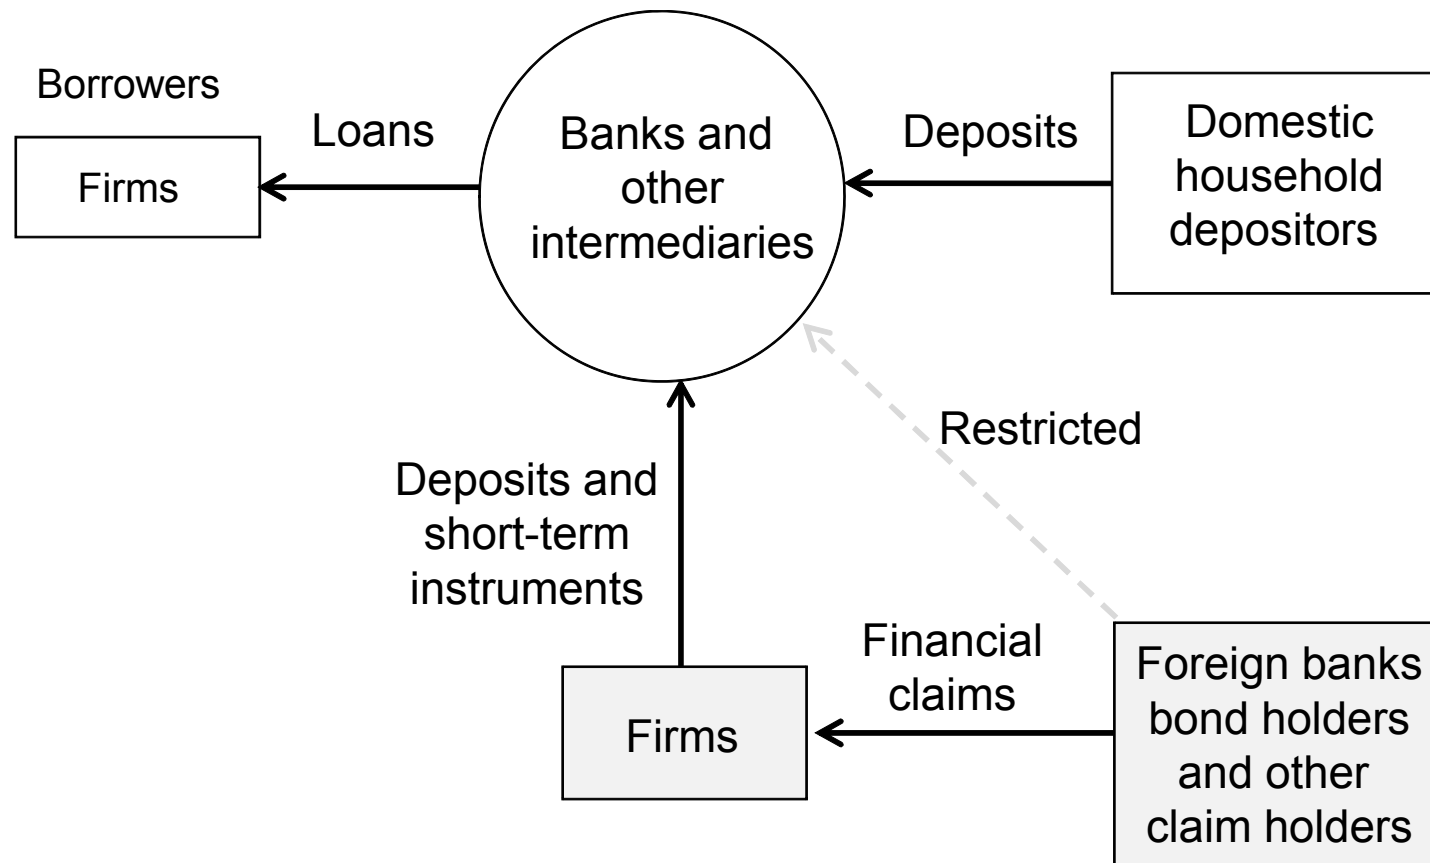 Borrowers
Firms
Loans
Banks and
other
intermediaries
Deposits
Domestic
household
depositors
Restricted
Deposits and
short-term
instruments
Firms
Financial
claims
Foreign banks
bond holders
and other
claim holders